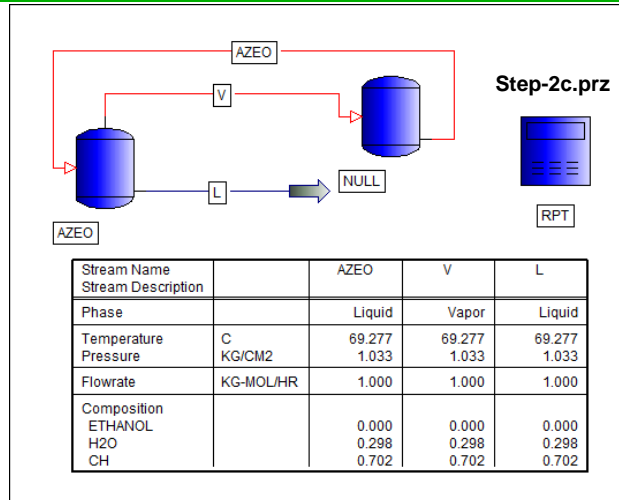 AZEO
V
Step-2c.prz
L
NULL
RPT
AZEO
Stream Name AZEO V L
Stream Description
Phase Liquid Vapor Liquid
Temperature C 69.277 69.277 69.277
Pressure KG/CM2 1.033 1.033 1.033
Flowrate KG-MOL/HR 1.000 1.000 1.000
Composition
ETHANOL 0.000 0.000 0.000
H2O 0.298 0.298 0.298
CH 0.702 0.702 0.702